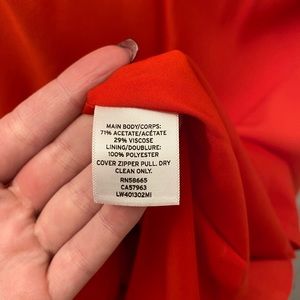 MAIN BODY/CORPS:
71% ACETATE/ACÉTATE
29% VISCOSE
LINING/DOUBLURE:
100% POLYESTER
COVER ZIPPER PULL. DRY
CLEAN ONLY.
RN58665
CA57963
LW401302MI